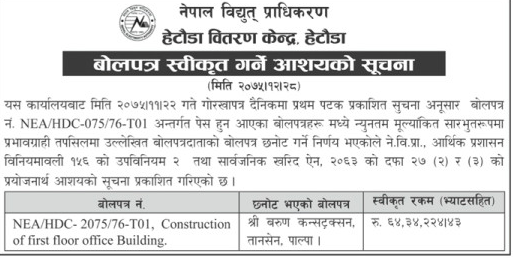 नेपाल विद्युत प्राधिकरण
हेटौडा वितरण केन्द्र, हेटौडा
बोलपत्र स्वीकृत गर्ने आशयको सूचना
(मिति २०७५।१२।२८)
यस कार्यालयबाट मिति २०७५।११।२२ गते गोरखापत्र दैनिकमा प्रथम पटक प्रकाशित सूचना अनुसार बोलपत्र
नं. NEA/HDC-075/76-T01 अन्तर्गत पेस हुन आएका बोलपत्रहरू मध्ये न्युनतम मूल्यांकित सारभुतरूपमा
प्रभावग्राही तपसिलमा उल्लेखित बोलपत्रदाताको बोलपत्र छनोट गर्ने निर्णय भएकोले ने.वि.प्रा., आर्थिक प्रशासन
विनियमावली १५६ को उपविनियम २ तथा सार्वजनिक खरिद ऐन, २०६३ को दफा २७ (२) र (३) को
प्रयोजनार्थ आशयको सूचना प्रकाशित गरिएको छ ।
बोलपत्र नं. छनोट भएको बोलपत्र स्वीकृत रकम (भ्याटसहित)
NEA/HDC- 2075/76-T01, Construction श्री वरुण कन्सट्रक्सन, रु. ६४,३४,२२४।४३
of first floor office Building. तानसेन, पाल्पा ।